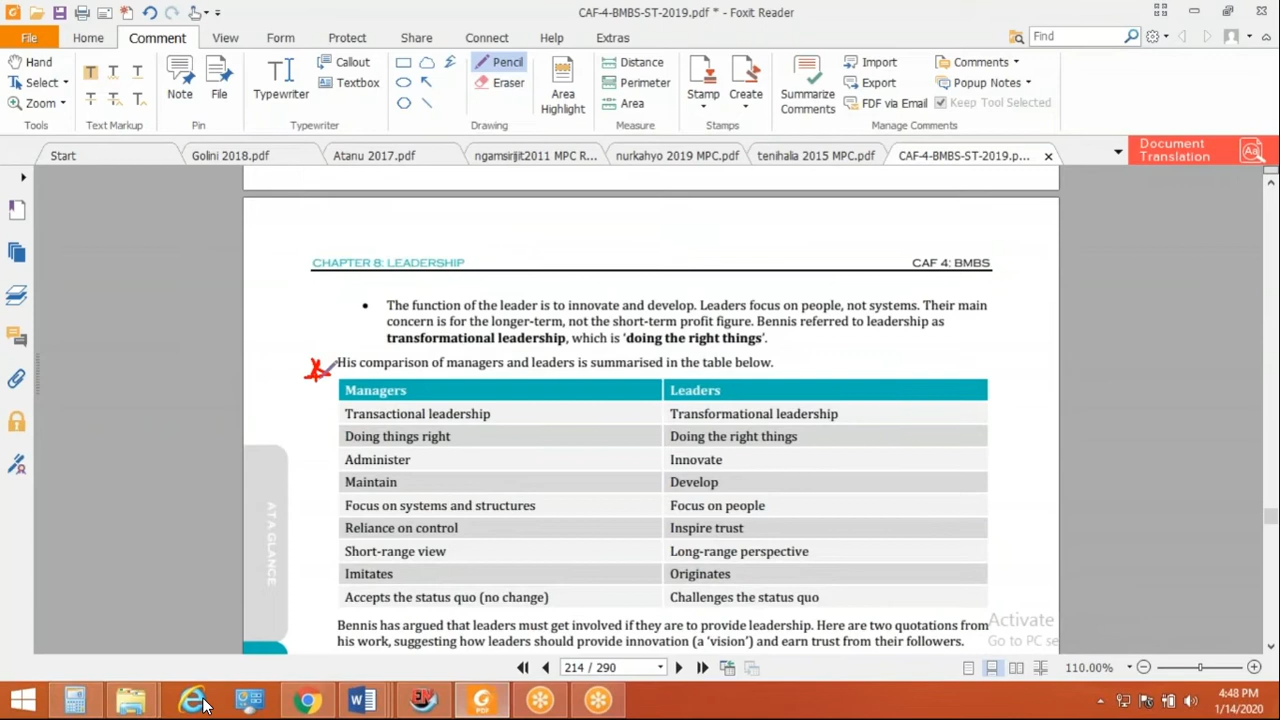 CAF-4-BMBS-ST-2019.pdf * - Foxit Reader
File Home Comment View Form Protect Share Connect Help Extras Find
Hand Select Zoom Tools
Text Markup
Note File Pin
Typewriter Callout Textbox Typewriter
Pencil Eraser Area Highlight Drawing
Distance Perimeter Area Measure
Stamp Create Stamps
Summarize Comments Import Export FDF via Email Comments Popup Notes Keep Tool Selected Manage Comments
Start Golini 2018.pdf Atanu 2017.pdf ngamsirijit2011 MPC R... nurkahyo 2019 MPC.pdf tenihalia 2015 MPC.pdf CAF-4-BMBS-ST-2019.p... Document Translation
CHAPTER 8: LEADERSHIP CAF 4: BMBS
• The function of the leader is to innovate and develop. Leaders focus on people, not systems. Their main
concern is for the longer-term, not the short-term profit figure. Bennis referred to leadership as
transformational leadership, which is ‘doing the right things’.
His comparison of managers and leaders is summarised in the table below.
Managers Leaders
Transactional leadership Transformational leadership
Doing things right Doing the right things
Administer Innovate
Maintain Develop
Focus on systems and structures Focus on people
Reliance on control Inspire trust
Short-range view Long-range perspective
Imitates Originates
Accepts the status quo (no change) Challenges the status quo
AT A GLANCE
Bennis has argued that leaders must get involved if they are to provide leadership. Here are two quotations from
his work, suggesting how leaders should provide innovation (a ‘vision’) and earn trust from their followers.
Activate
Go to PC se
214 / 290 110.00%
4:48 PM
1/14/2020